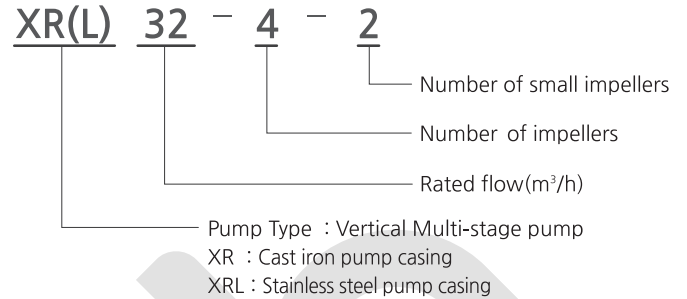 XR(L) 32 - 4 - 2
Number of small impellers
Number of impellers
Rated flow(m³/h)
Pump Type : Vertical Multi-stage pump
XR : Cast iron pump casing
XRL : Stainless steel pump casing